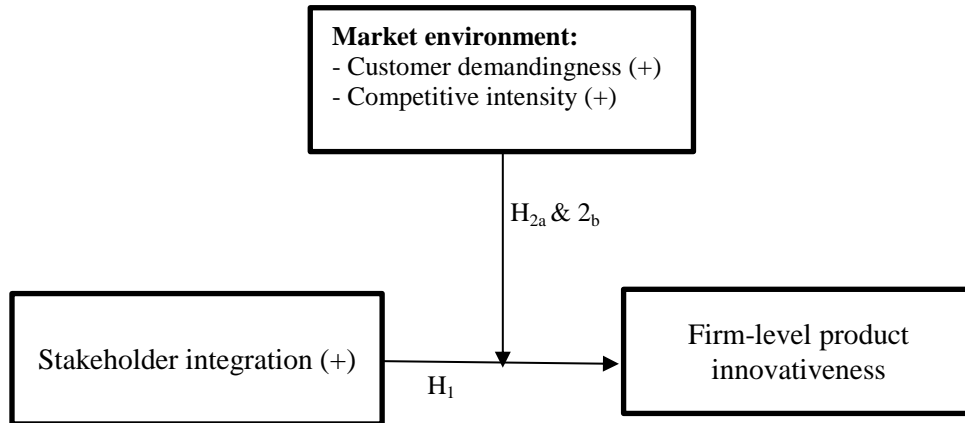 Market environment:
- Customer demandingness (+)
- Competitive intensity (+)
H2a & 2b
Stakeholder integration (+)
H1
Firm-level product
innovativeness